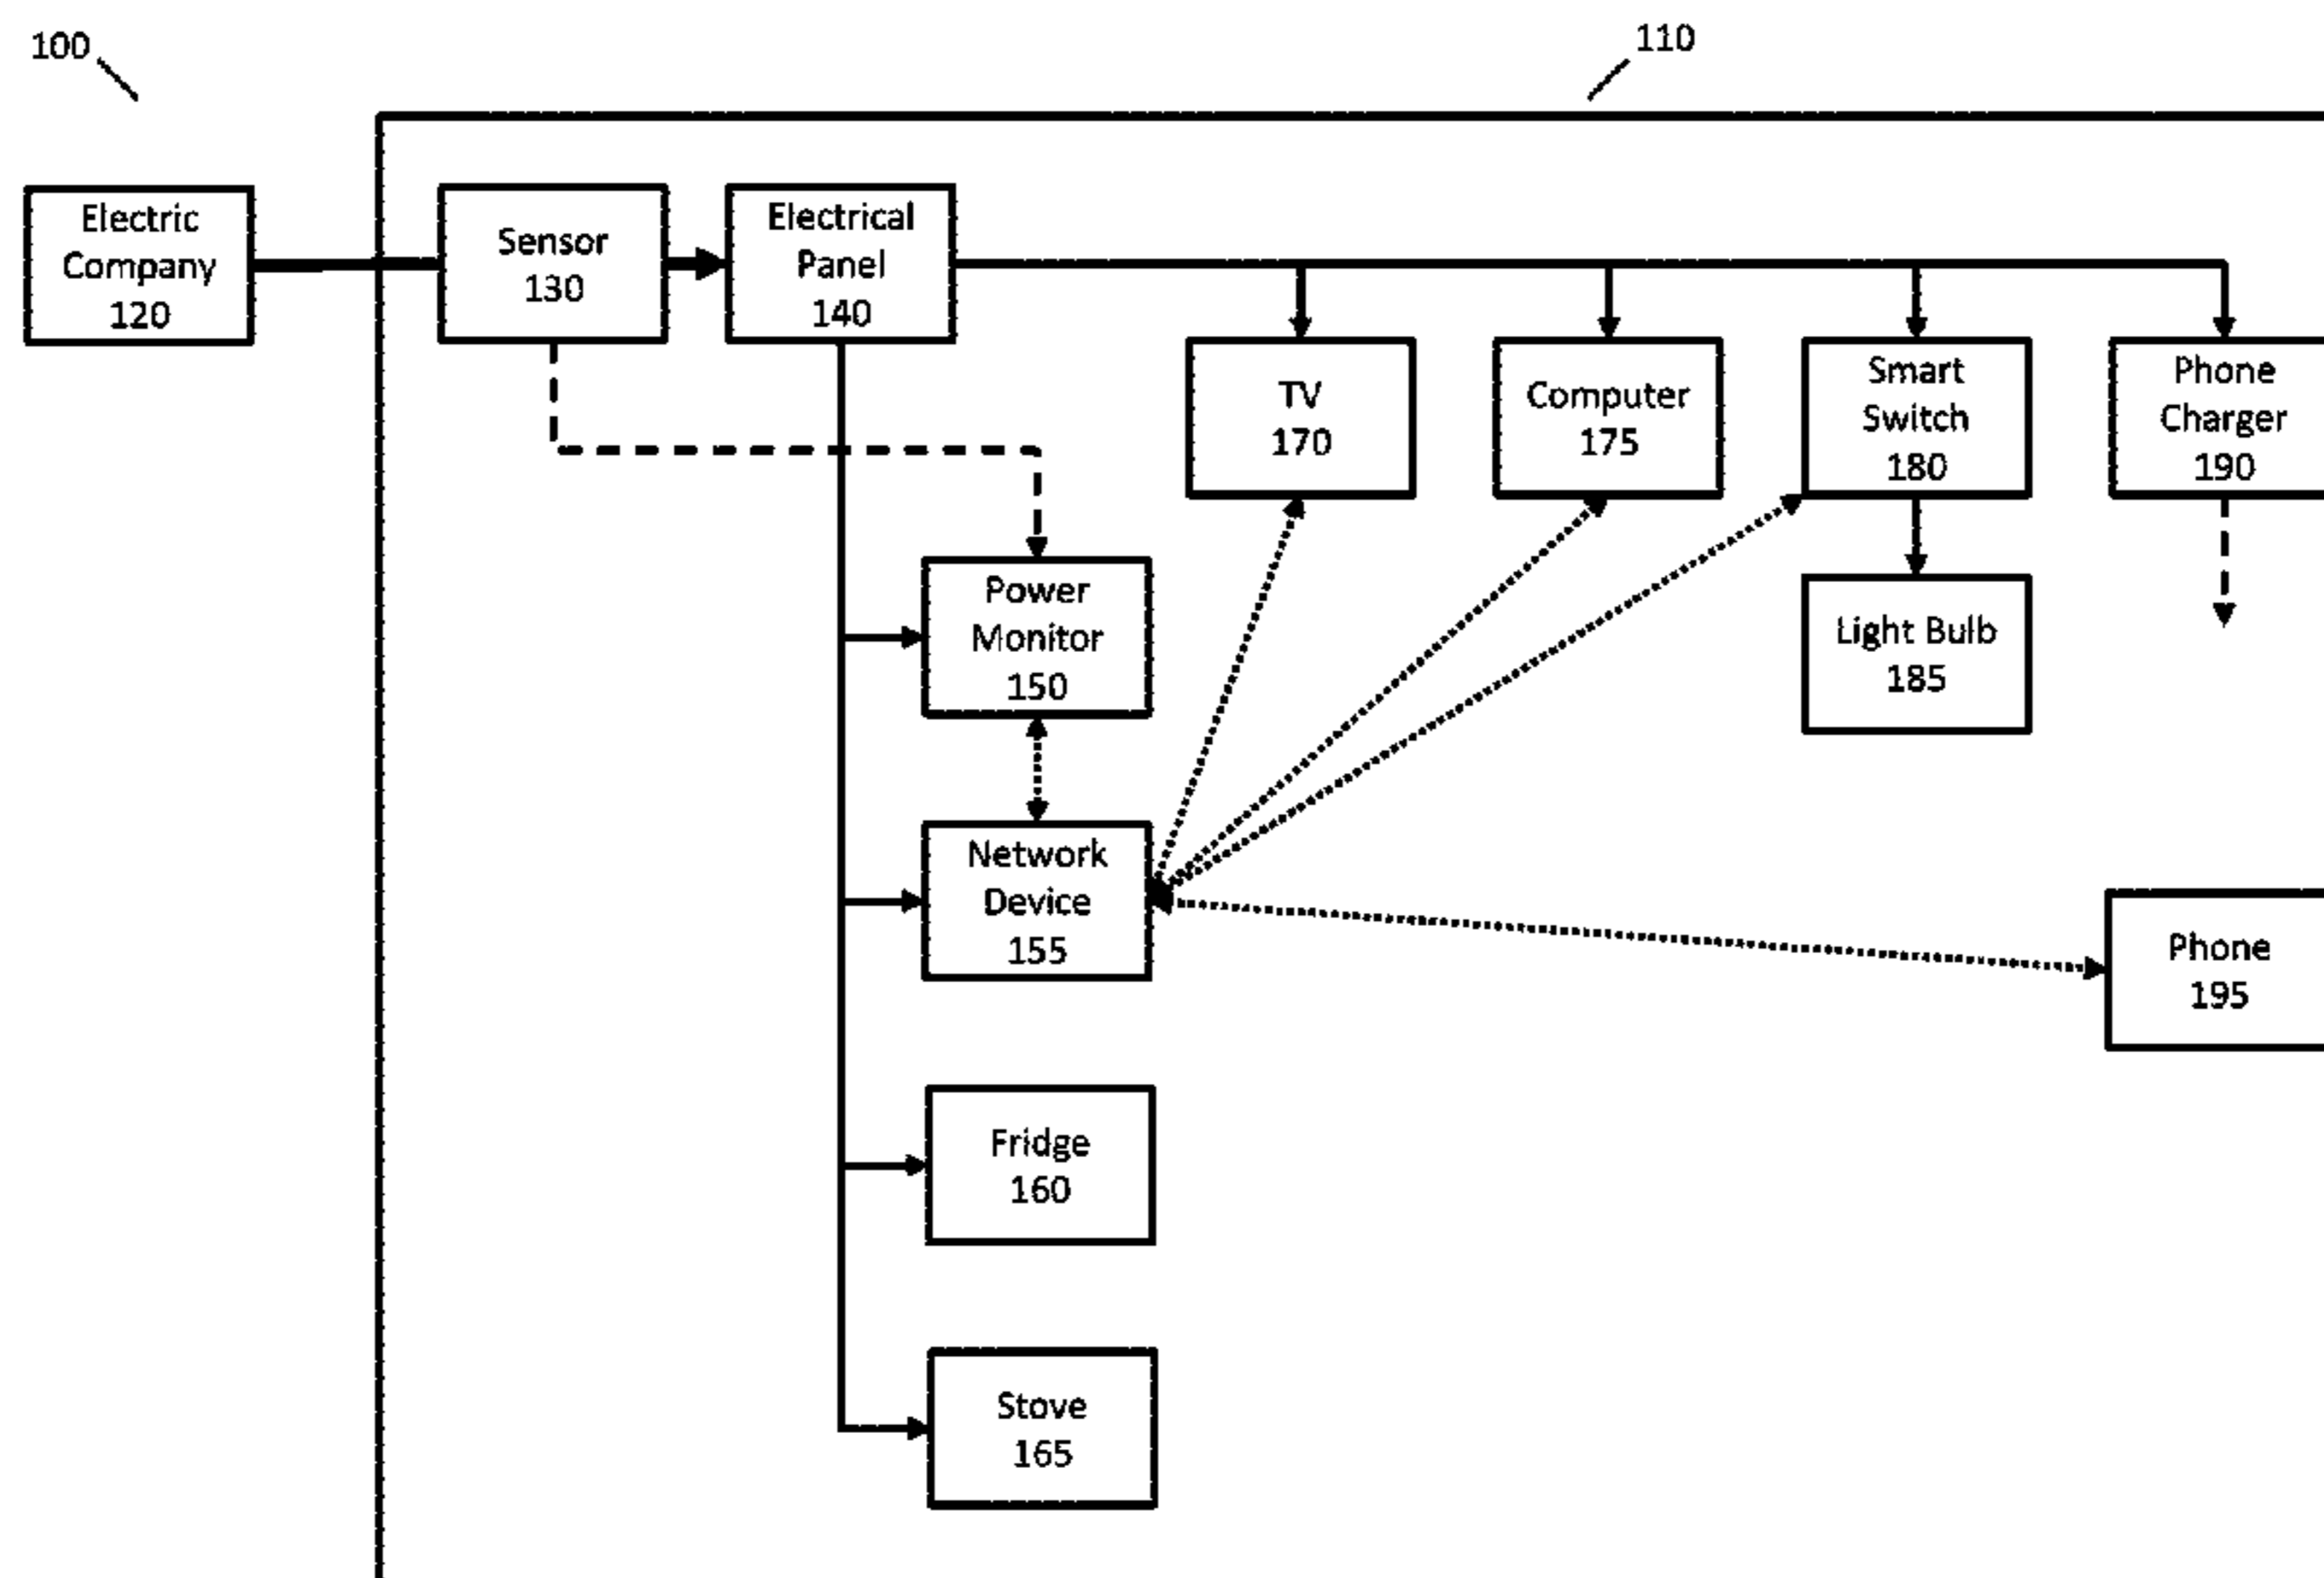 100
110
Electric
Company
120
Sensor
130
Electrical
Panel
140
TV
170
Computer
175
Smart
Switch
180
Phone
Charger
190
Power
Monitor
150
Light Bulb
185
Network
Device
155
Phone
195
Fridge
160
Stove
165